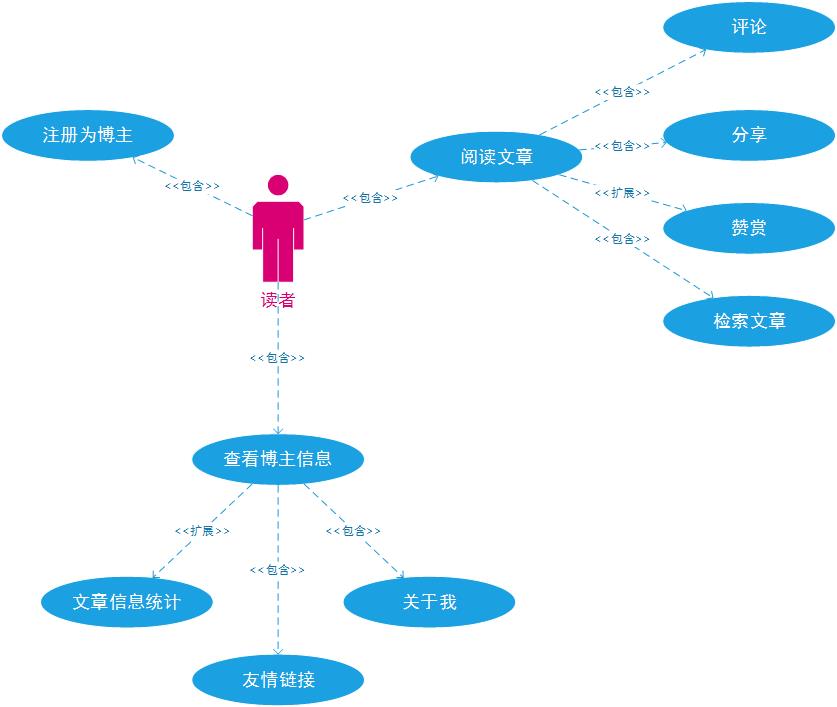 评论
<<包含>>
注册为博主
阅读文章
<<包含>>
分享
<<包含>>
<<包含>>
<<扩展>>
赞赏
<<包含>>
读者
检索文章
<<包含>>
查看博主信息
<<扩展>>
<<包含>>
<<包含>>
文章信息统计
关于我
友情链接